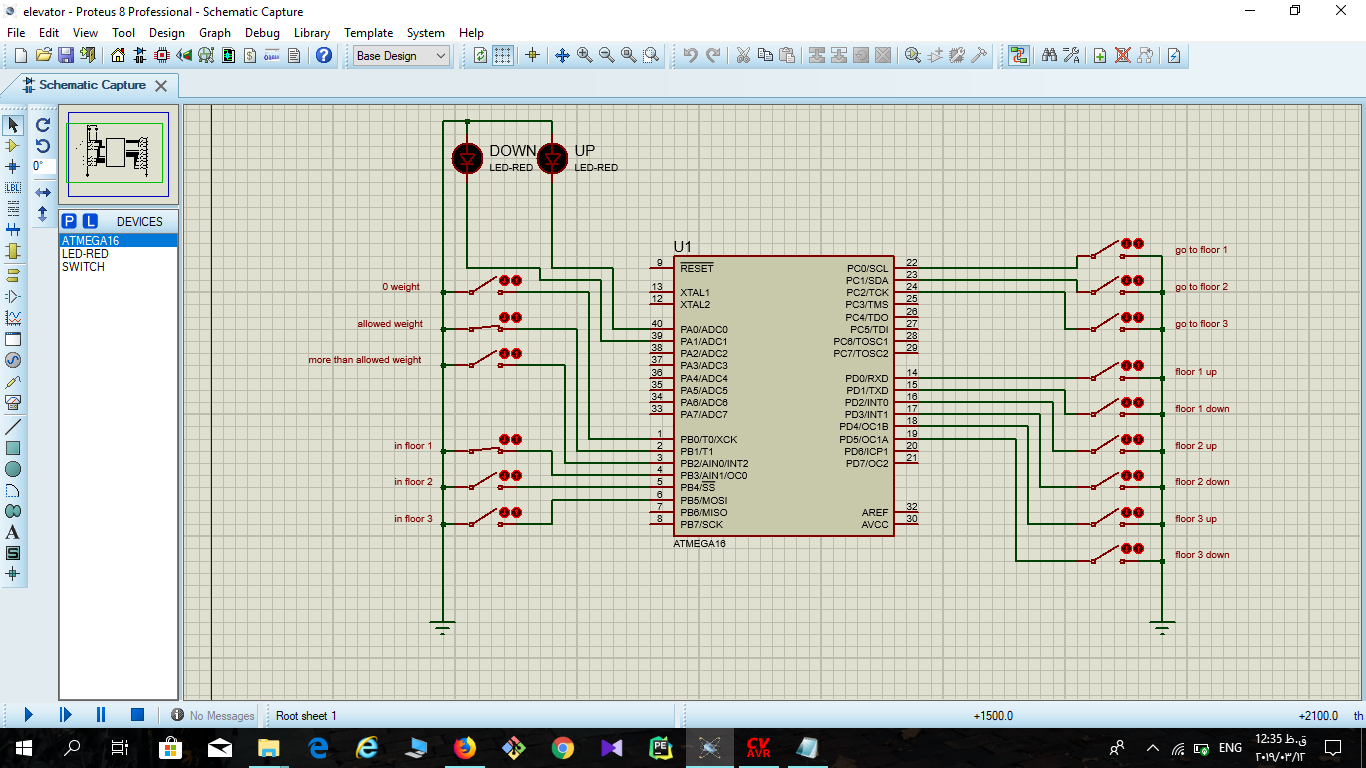 elevator - Proteus 8 Professional - Schematic Capture
File Edit View Tool Design Graph Debug Library Template System Help
Base Design
Schematic Capture
0°
LBL
P L DEVICES
ATMEGA16
LED-RED
SWITCH
A
S
DOWN
LED-RED
UP
LED-RED
0 weight
allowed weight
more than allowed weight
in floor 1
in floor 2
in floor 3
U1
9 RESET
13 XTAL1
12 XTAL2
40 PA0/ADC0
39 PA1/ADC1
38 PA2/ADC2
37 PA3/ADC3
36 PA4/ADC4
35 PA5/ADC5
34 PA6/ADC6
33 PA7/ADC7
1 PB0/T0/XCK
2 PB1/T1
3 PB2/AIN0/INT2
4 PB3/AIN1/OC0
5 PB4/SS
6 PB5/MOSI
7 PB6/MISO
8 PB7/SCK
PC0/SCL 22
PC1/SDA 23
PC2/TCK 24
PC3/TMS 25
PC4/TDO 26
PC5/TDI 27
PC6/TOSC1 28
PC7/TOSC2 29
PD0/RXD 14
PD1/TXD 15
PD2/INT0 16
PD3/INT1 17
PD4/OC1B 18
PD5/OC1A 19
PD6/ICP1 20
PD7/OC2 21
AREF 32
AVCC 30
ATMEGA16
go to floor 1
go to floor 2
go to floor 3
floor 1 up
floor 1 down
floor 2 up
floor 2 down
floor 3 up
floor 3 down
No Messages
Root sheet 1
+1500.0
+2100.0 th
PE
CV
AVR
ENG
12:35 ق.ظ
۲۰۱۹/۰۳/۱۲